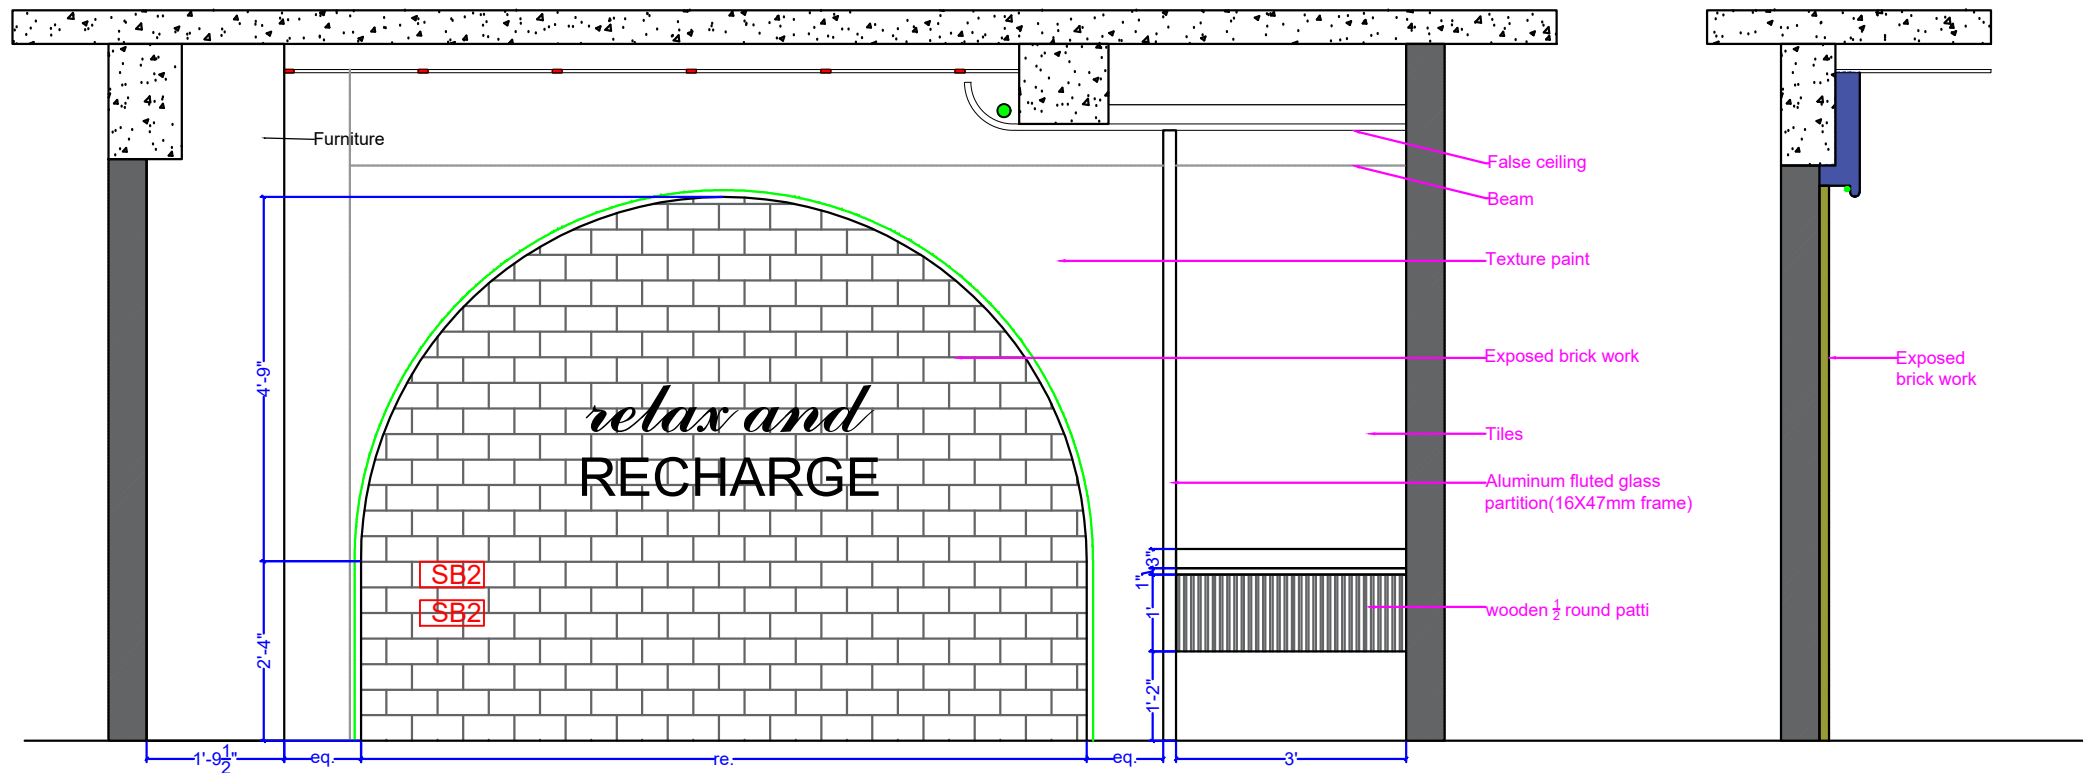 Furniture
False ceiling
Beam
Texture paint
4'-9"
Exposed brick work
Exposed
brick work
relax and
RECHARGE
Tiles
Aluminum fluted glass
partition(16X47mm frame)
3"
1"
SB2
SB2
1'
wooden 1/2 round patti
2'-4"
1'-2"
1'-9 1/2"
eq.
re.
eq.
3'